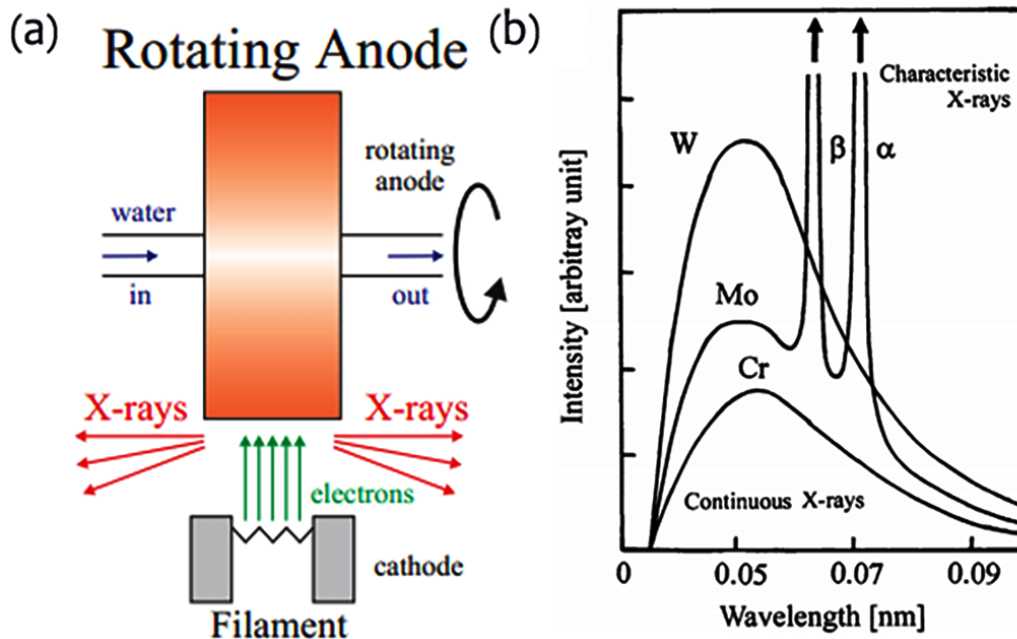 (a)
Rotating Anode
rotating
anode
water
in
out
X-rays
X-rays
electrons
cathode
Filament
(b)
Characteristic
X-rays
W
β
α
Mo
Cr
Continuous X-rays
Intensity [arbitray unit]
0
0.05
0.07
0.09
Wavelength [nm]